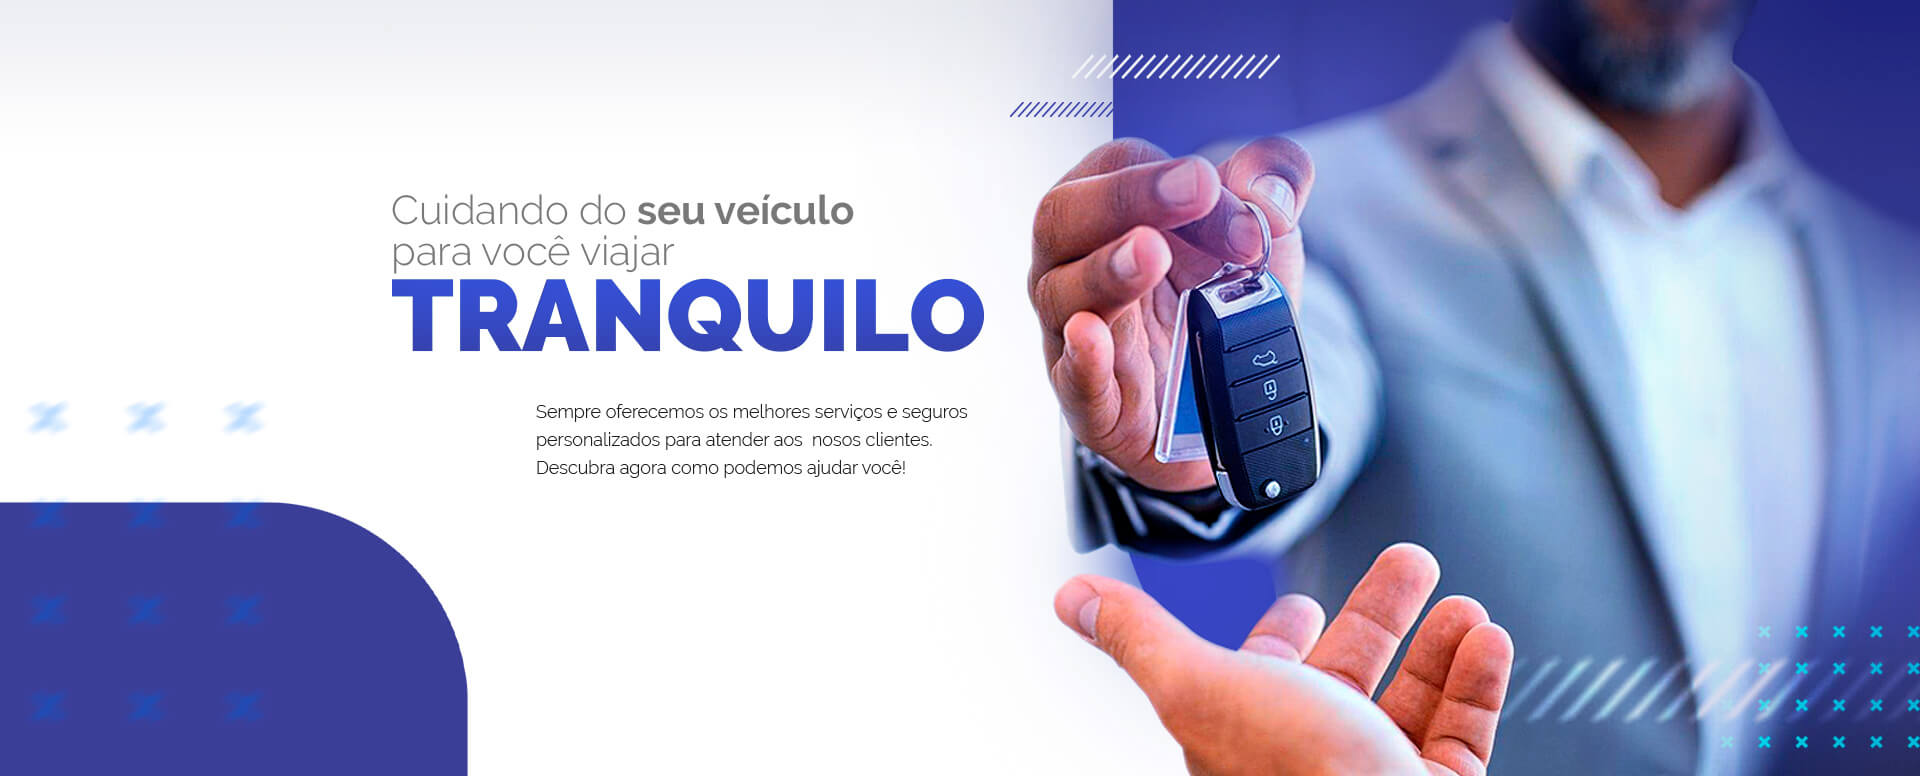 Cuidando do seu veículo
para você viajar
TRANQUILO
Sempre oferecemos os melhores serviços e seguros
personalizados para atender aos  nosos clientes.
Descubra agora como podemos ajudar você!